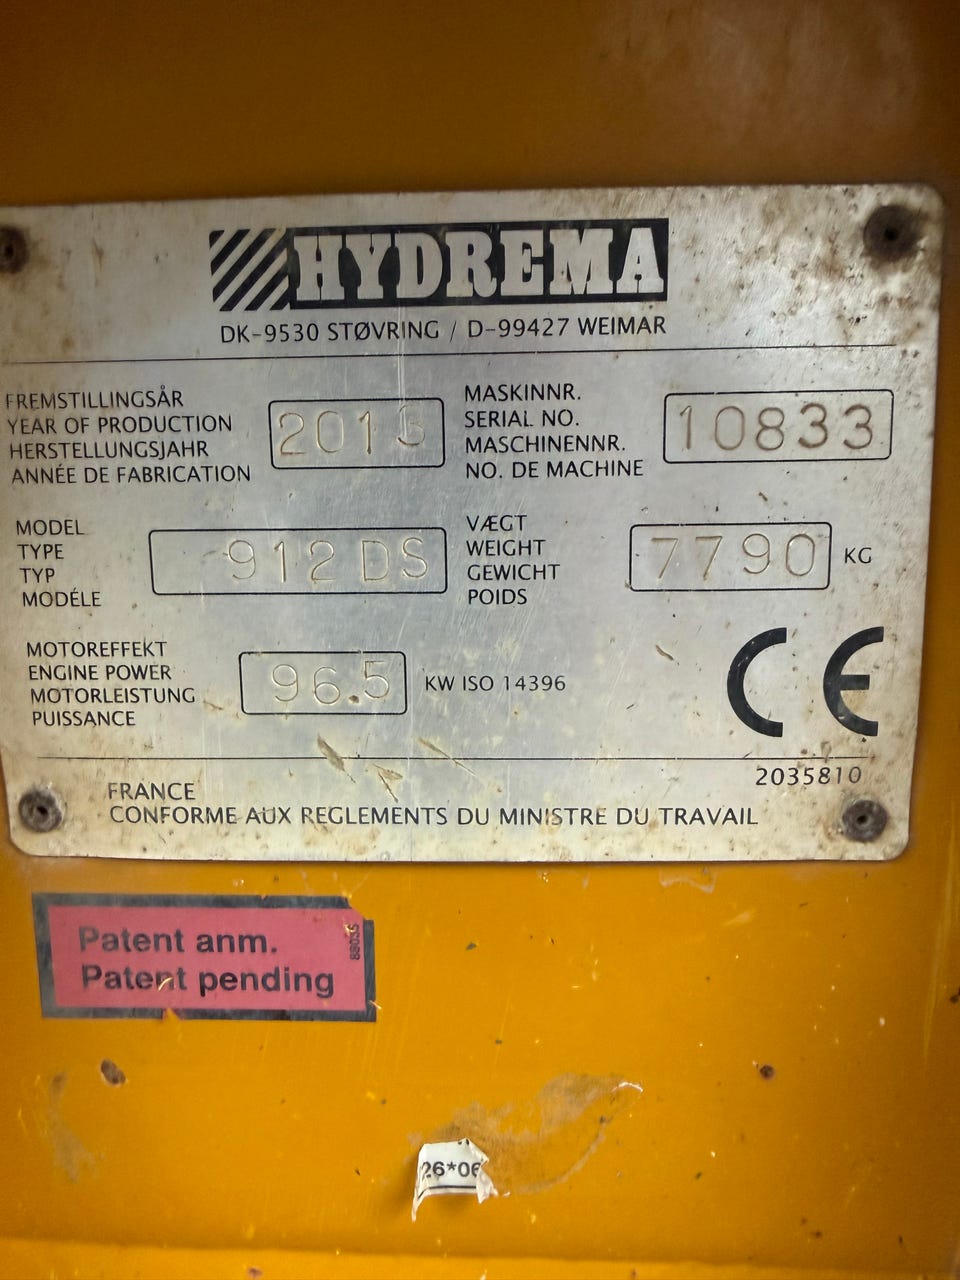 HYDREMA
DK-9530 STØVRING / D-99427 WEIMAR
FREMSTILLINGSÅR
YEAR OF PRODUCTION
HERSTELLUNGSJAHR
ANNÉE DE FABRICATION
2013
MASKINNR.
SERIAL NO.
MASCHINENNR.
NO. DE MACHINE
10833
MODEL
TYPE
TYP
MODÉLE
912 DS
VÆGT
WEIGHT
GEWICHT
POIDS
7790
KG
MOTOREFFEKT
ENGINE POWER
MOTORLEISTUNG
PUISSANCE
96.5
KW ISO 14396
CE
2035810
FRANCE
CONFORME AUX REGLEMENTS DU MINISTRE DU TRAVAIL
Patent anm.
Patent pending
26*06